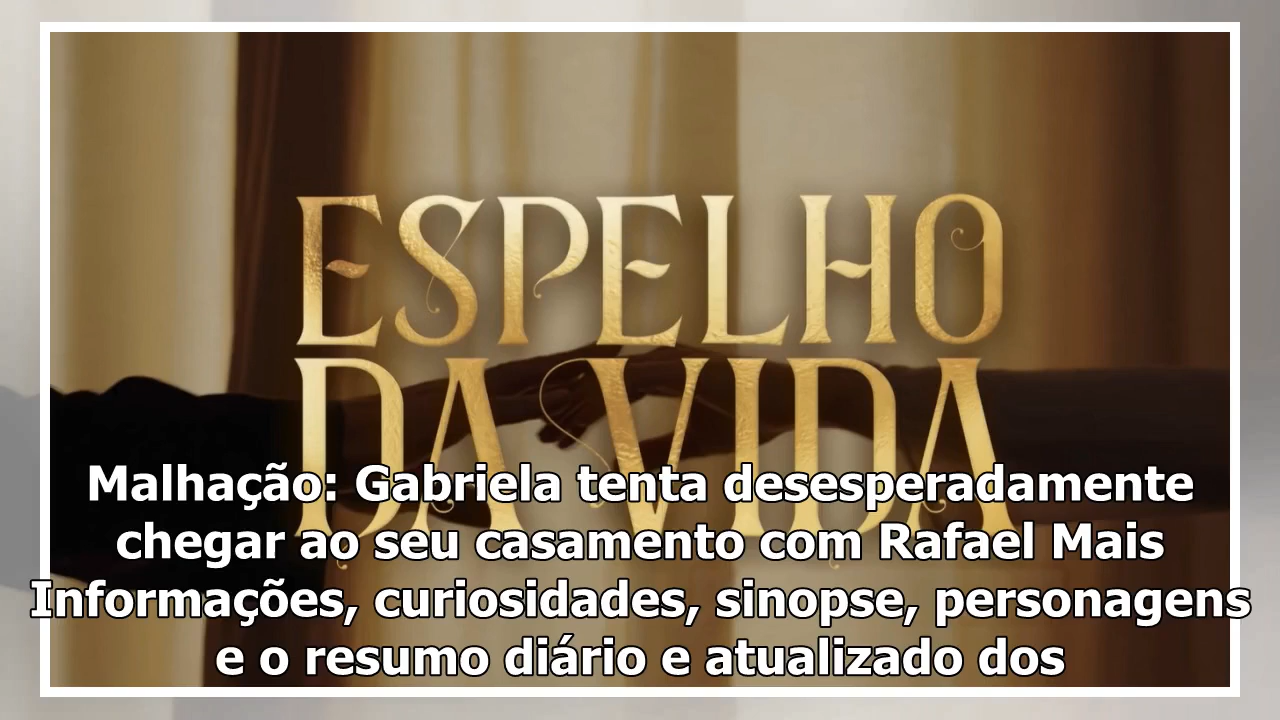 ESPELHO
DA VIDA
Malhação: Gabriela tenta desesperadamente
chegar ao seu casamento com Rafael Mais
Informações, curiosidades, sinopse, personagens
e o resumo diário e atualizado dos